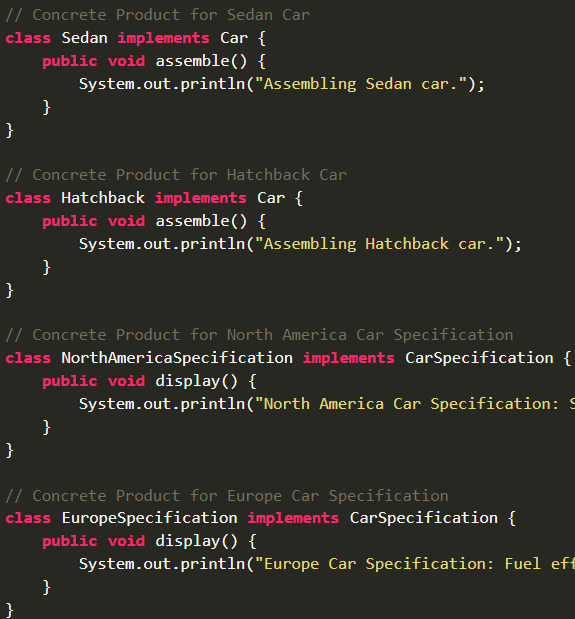 // Concrete Product for Sedan Car
class Sedan implements Car {
    public void assemble() {
        System.out.println("Assembling Sedan car.");
    }
}

// Concrete Product for Hatchback Car
class Hatchback implements Car {
    public void assemble() {
        System.out.println("Assembling Hatchback car.");
    }
}

// Concrete Product for North America Car Specification
class NorthAmericaSpecification implements CarSpecification {
    public void display() {
        System.out.println("North America Car Specification: S
    }
}

// Concrete Product for Europe Car Specification
class EuropeSpecification implements CarSpecification {
    public void display() {
        System.out.println("Europe Car Specification: Fuel eff
    }
}